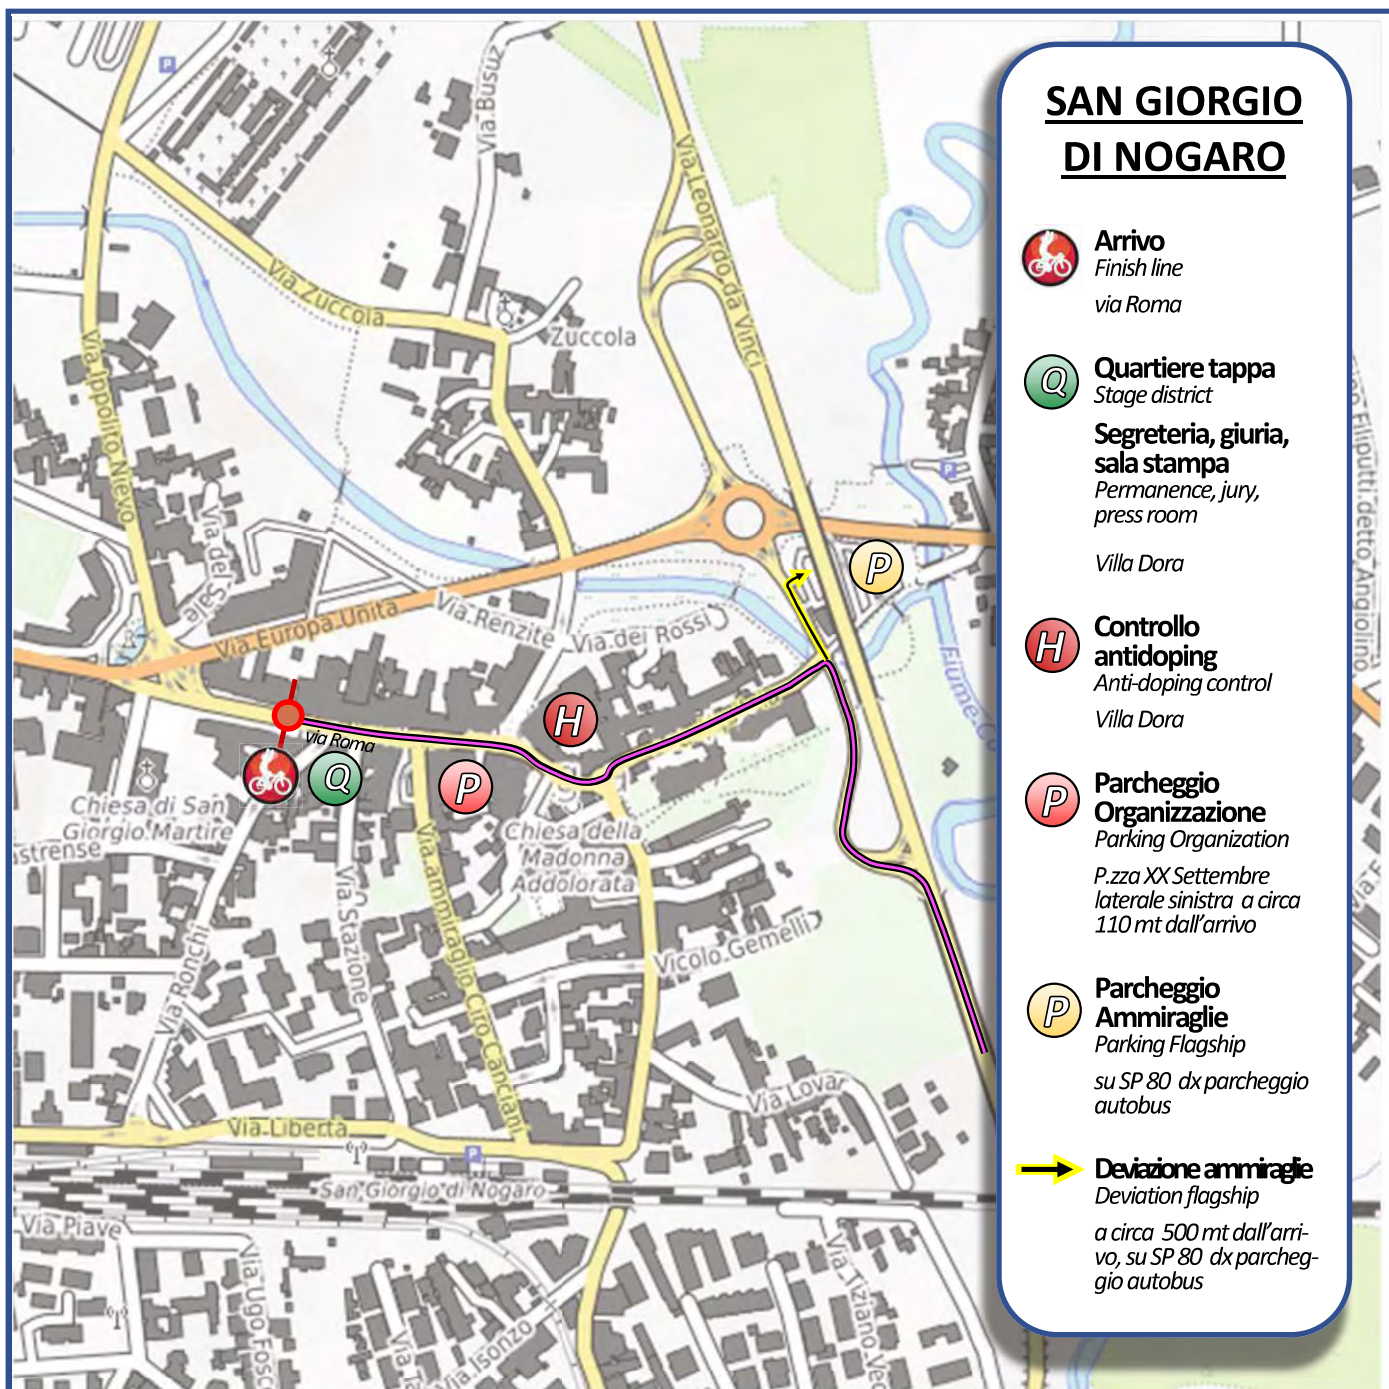 SAN GIORGIO
DI NOGARO
Arrivo
Finish line
via Roma
Q
Quartiere tappa
Stage district
Segreteria, giuria,
sala stampa
Permanence, jury,
press room
Villa Dora
H
Controllo
antidoping
Anti-doping control
Villa Dora
P
Parcheggio
Organizzazione
Parking Organization
P.zza XX Settembre
laterale sinistra a circa
110 mt dall'arrivo
P
Parcheggio
Ammiraglie
Parking Flagship
su SP 80 dx parcheggio
autobus
Deviazione ammiraglie
Deviation flagship
a circa 500 mt dall'arri-
vo, su SP 80 dx parcheg-
gio autobus
P
Via Busuz
Via Leonardo da Vinci
Via Zuccola
Zuccola
Via Ippolito Nievo
P
Via del Sale
Via Europa Unita
Via Renzite
Via dei Rossi
P
H
via Roma
Q
P
Chiesa di San
Giorgio Martire
astrense
Chiesa della
Madonna
Addolorata
Via Ammiraglio Ciro Canciani
Via Stazione
Via Ronchi
Vicolo Gemelli
Via Lovar
Via Libertà
P
San Giorgio di Nogaro
Via Piave
Via Ugo Fosc
Via Isonzo
Via Tiziano Vec
Fiume Co
Filiputti detto Angiolino